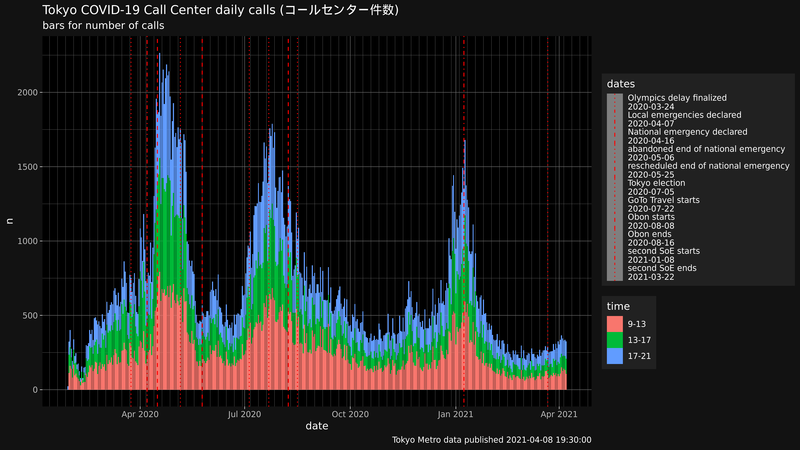 Tokyo COVID-19 Call Center daily calls (コールセンター件数)
bars for number of calls
n
2000
1500
1000
500
0
Apr 2020
Jul 2020
Oct 2020
Jan 2021
Apr 2021
date
Tokyo Metro data published 2021-04-08 19:30:00
dates
Olympics delay finalized
2020-03-24
Local emergencies declared
2020-04-07
National emergency declared
2020-04-16
abandoned end of national emergency
2020-05-06
rescheduled end of national emergency
2020-05-25
Tokyo election
2020-07-05
GoTo Travel starts
2020-07-22
Obon starts
2020-08-08
Obon ends
2020-08-16
second SoE starts
2021-01-08
second SoE ends
2021-03-22
time
9-13
13-17
17-21